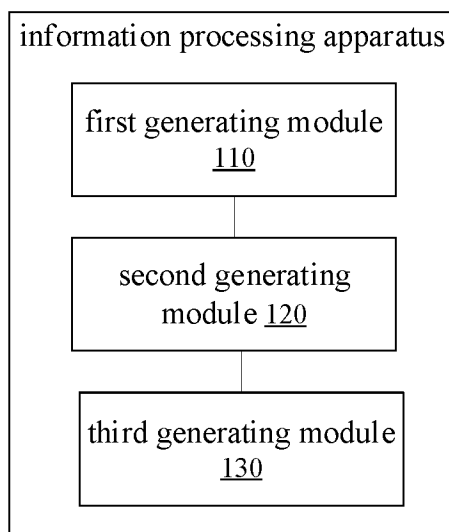 information processing apparatus
first generating module
110
second generating
module 120
third generating module
130